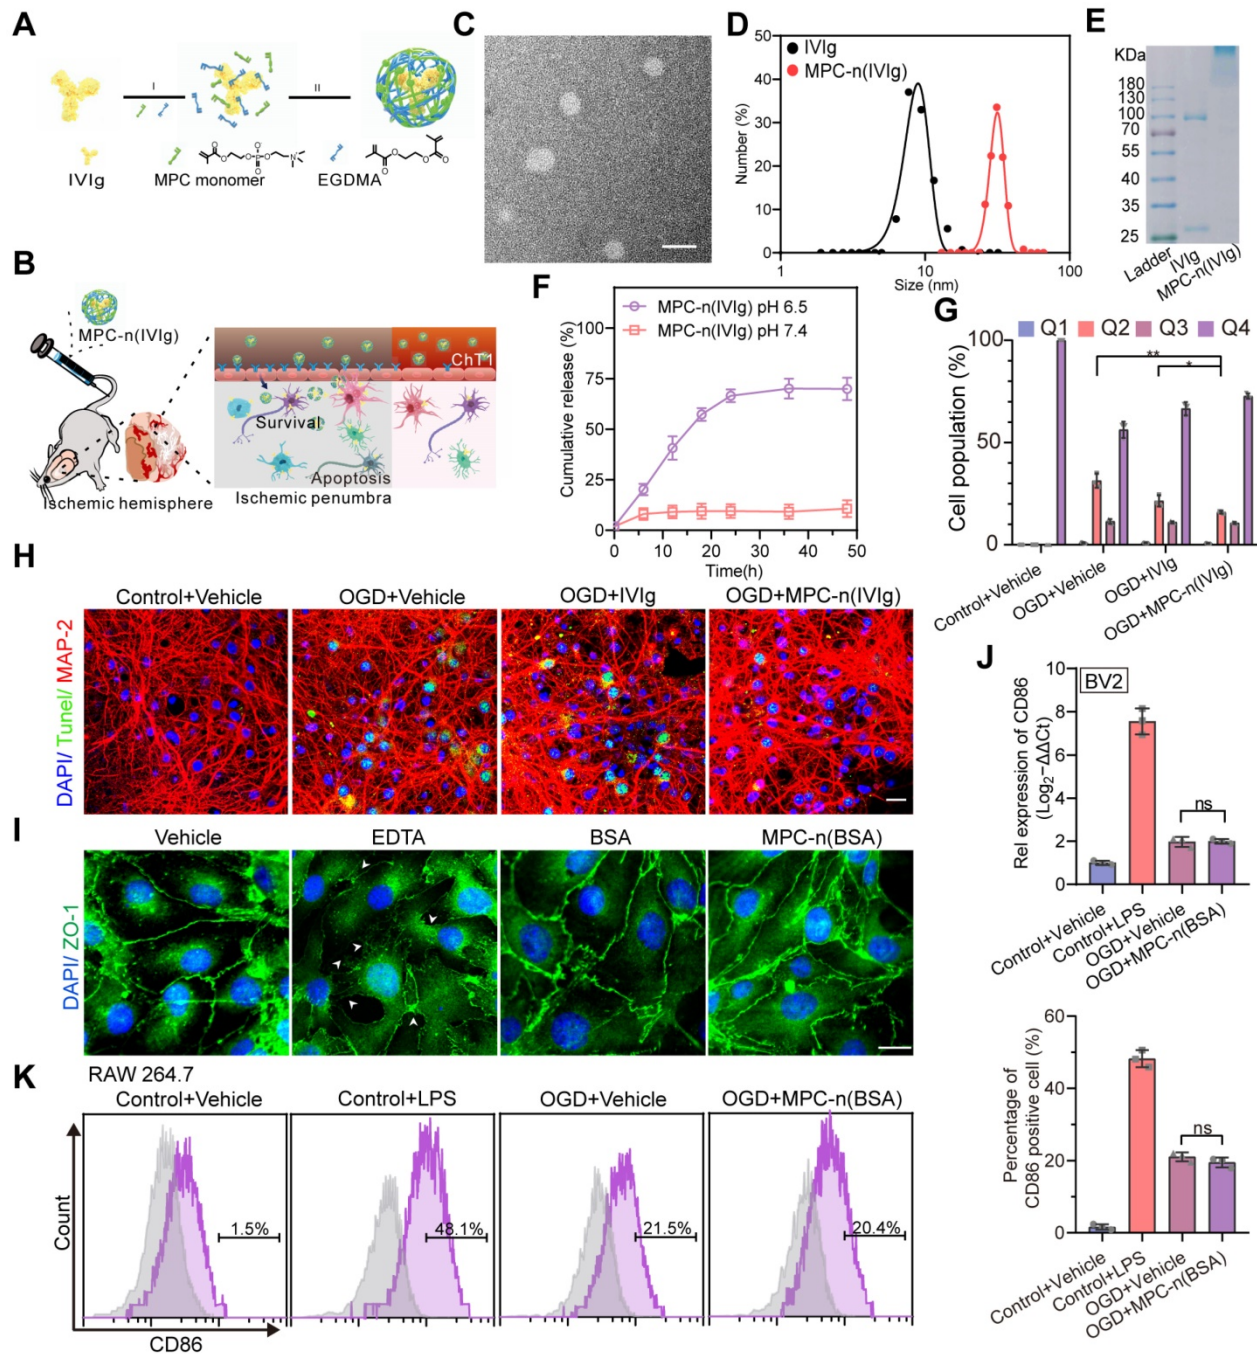 A
I
II
IVIg
MPC monomer
EGDMA
O
O
O
P
O
O
O⁻
N
O
O
O
O
B
MPC-n(IVIg)
ChT1
Survival
Apoptosis
Ischemic penumbra
Ischemic hemisphere
C
D
IVIg
MPC-n(IVIg)
Number (%)
50
40
30
20
10
0
1
10
100
Size (nm)
E
KDa
180
130
100
70
55
40
35
25
Ladder
IVIg
MPC-n(IVIg)
F
MPC-n(IVIg) pH 6.5
MPC-n(IVIg) pH 7.4
Cumulative release (%)
100
75
50
25
0
0
10
20
30
40
50
Time(h)
G
Q1
Q2
Q3
Q4
Cell population (%)
100
50
0
**
*
Control+Vehicle
OGD+Vehicle
OGD+IVIg
OGD+MPC-n(IVIg)
H
DAPI/ Tunel/ MAP-2
Control+Vehicle
OGD+Vehicle
OGD+IVIg
OGD+MPC-n(IVIg)
I
DAPI/ ZO-1
Vehicle
EDTA
BSA
MPC-n(BSA)
J
BV2
Rel expression of CD86
(Log₂−ΔΔCt)
10
8
6
4
2
0
ns
Control+Vehicle
Control+LPS
OGD+Vehicle
OGD+MPC-n(BSA)
K
RAW 264.7
Control+Vehicle
Control+LPS
OGD+Vehicle
OGD+MPC-n(BSA)
1.5%
48.1%
21.5%
20.4%
Count
CD86
Percentage of
CD86 positive cell (%)
60
40
20
0
ns
Control+Vehicle
Control+LPS
OGD+Vehicle
OGD+MPC-n(BSA)